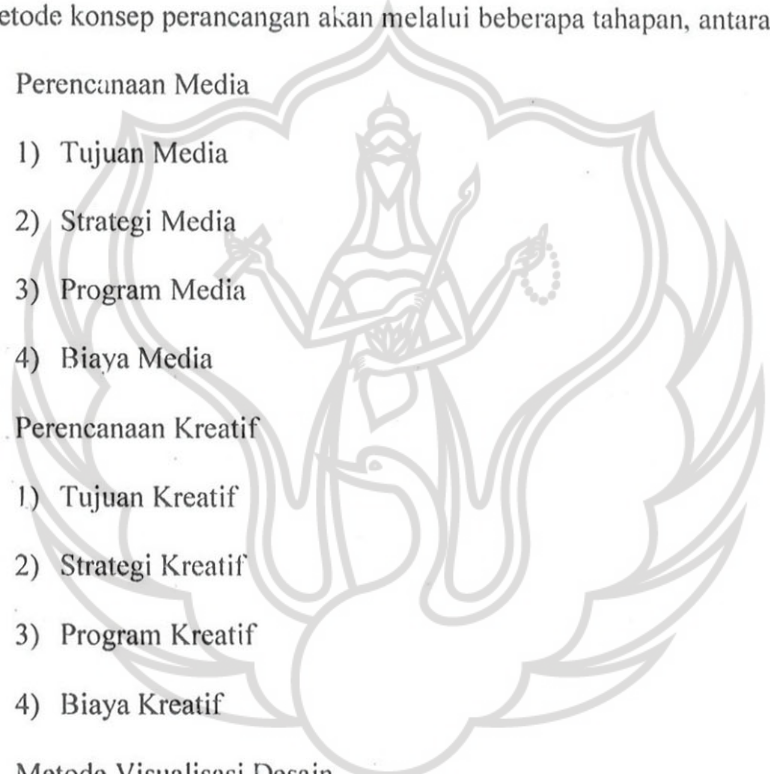 etode konsep perancangan akan melalui beberapa tahapan, antara
Perencanaan Media
1) Tujuan Media
2) Strategi Media
3) Program Media
4) Biaya Media
Perencanaan Kreatif
1) Tujuan Kreatif
2) Strategi Kreatif
3) Program Kreatif
4) Biaya Kreatif
Metode Visualisasi Desain